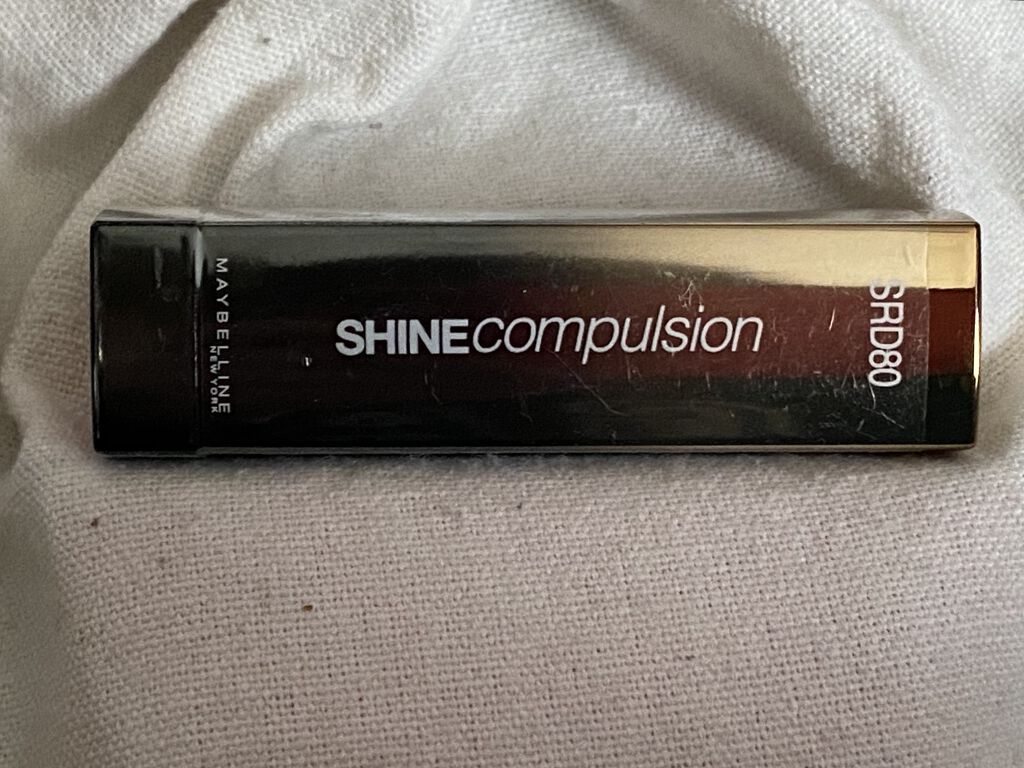 MAYBELLINE
NEW YORK
SHINEcompulsion
SRD80